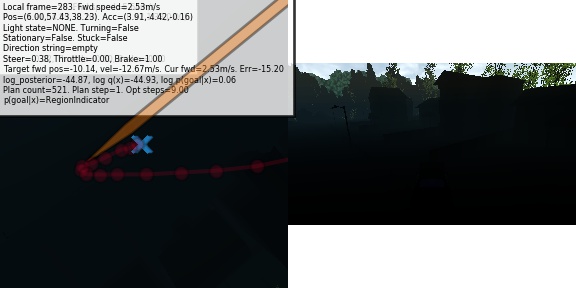 Local frame=283. Fwd speed=2.53m/s
Pos=(6.00,57.43,38.23). Acc=(3.91,-4.42,-0.16)
Light state=NONE. Turning=False
Stationary=False. Stuck=False
Direction string=empty
Steer=0.38, Throttle=0.00, Brake=1.00
Target fwd pos=-10.14, vel=-12.67m/s. Cur fwd=2.53m/s. Err=-15.20
log_posterior=-44.87, log q(x)=-44.93, log p(goal|x)=0.06
Plan count=521. Plan step=1. Opt steps=9.00
p(goal|x)=RegionIndicator